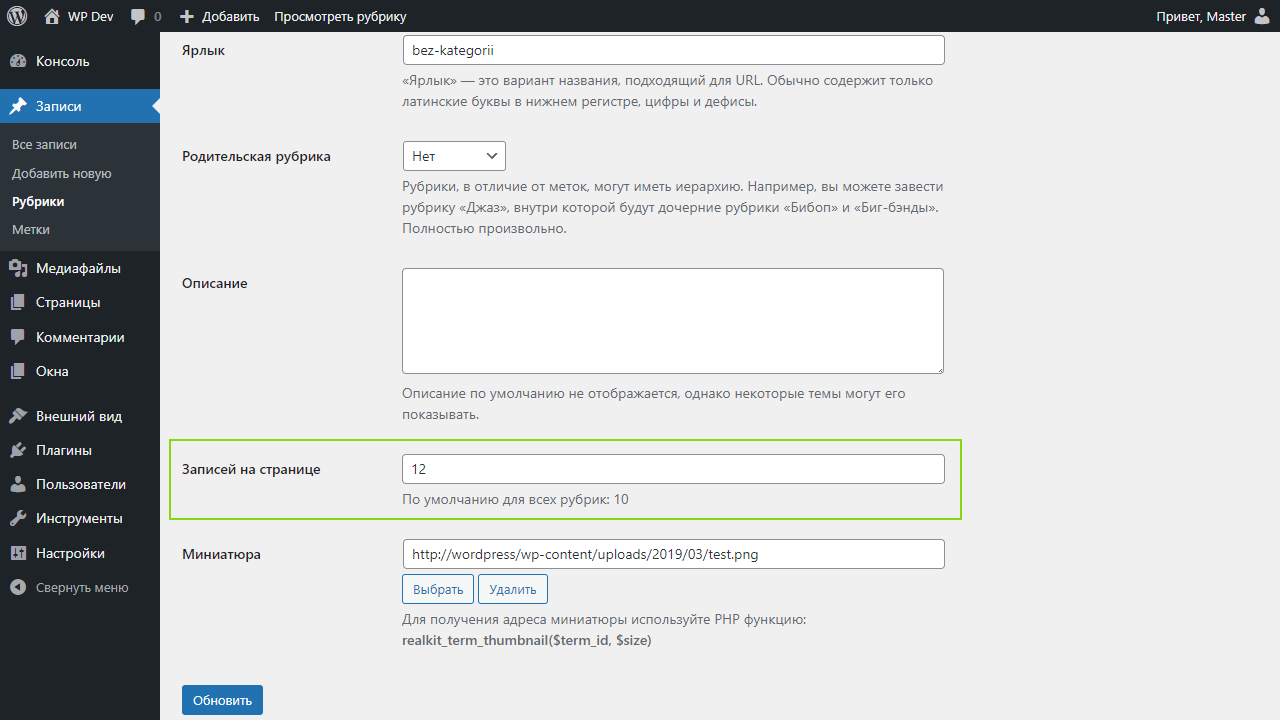 WP Dev
0
Добавить
Просмотреть рубрику
Привет, Master
Консоль
Записи
Все записи
Добавить новую
Рубрики
Метки
Медиафайлы
Страницы
Комментарии
Окна
Внешний вид
Плагины
Пользователи
Инструменты
Настройки
Свернуть меню
Ярлык
bez-kategorii
«Ярлык» — это вариант названия, подходящий для URL. Обычно содержит только
латинские буквы в нижнем регистре, цифры и дефисы.
Родительская рубрика
Нет
Рубрики, в отличие от меток, могут иметь иерархию. Например, вы можете завести
рубрику «Джаз», внутри которой будут дочерние рубрики «Бибоп» и «Биг-бэнды».
Полностью произвольно.
Описание
Описание по умолчанию не отображается, однако некоторые темы могут его
показывать.
Записей на странице
12
По умолчанию для всех рубрик: 10
Миниатюра
http://wordpress/wp-content/uploads/2019/03/test.png
Выбрать
Удалить
Для получения адреса миниатюры используйте PHP функцию:
realkit_term_thumbnail($term_id, $size)
Обновить